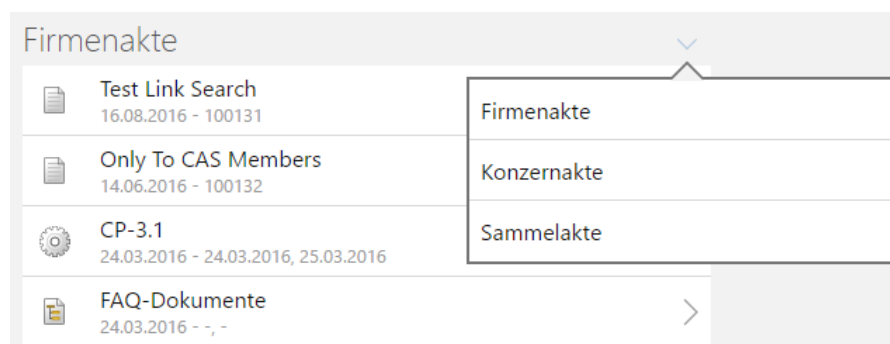 Firmenakte
Test Link Search
16.08.2016 - 100131
Only To CAS Members
14.06.2016 - 100132
CP-3.1
24.03.2016 - 24.03.2016, 25.03.2016
FAQ-Dokumente
24.03.2016 - -, -
Firmenakte
Konzernakte
Sammelakte